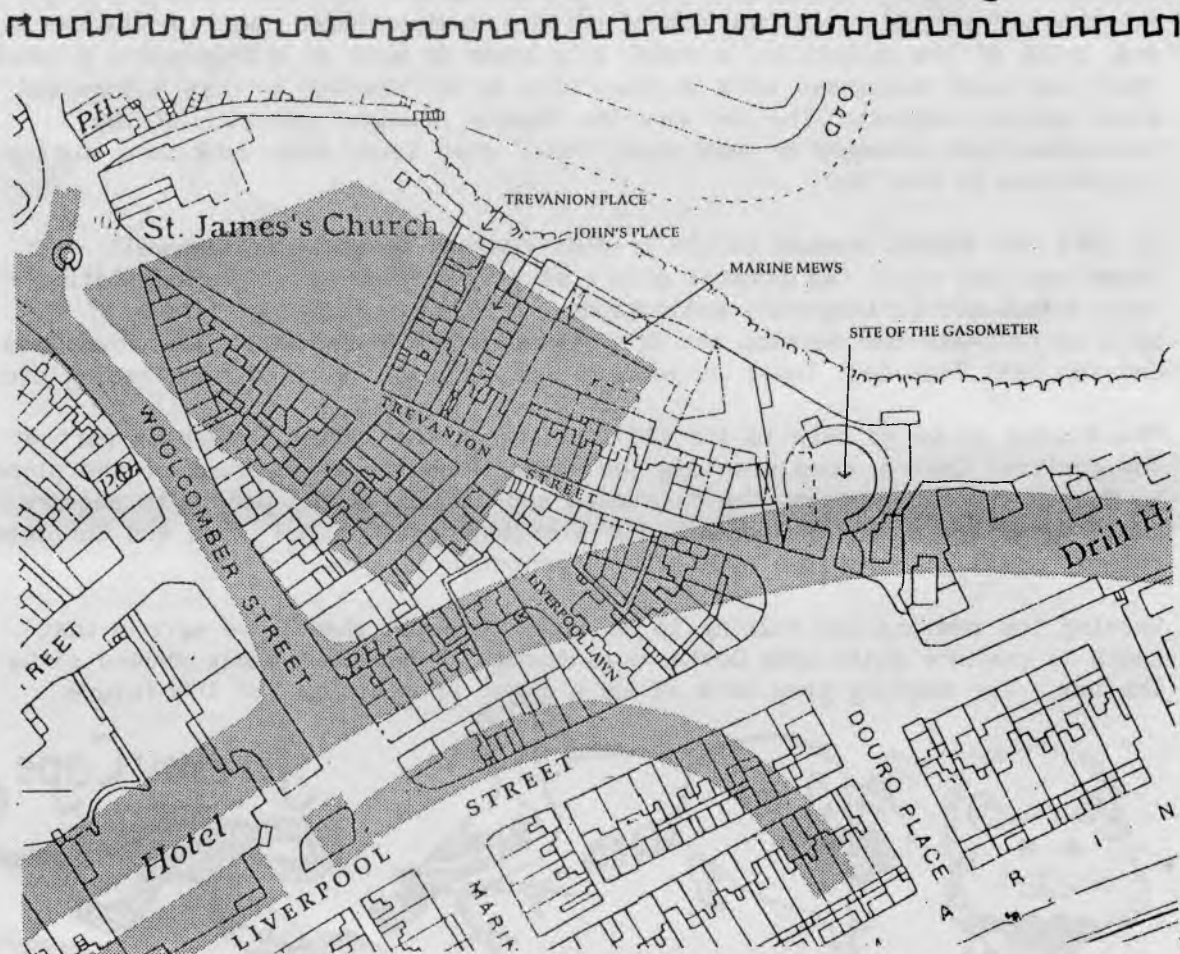 P.H.
ROAD
St. James's Church
TREVANION PLACE
JOHN'S PLACE
MARINE MEWS
SITE OF THE GASOMETER
TREVANION
STREET
WOOLCOMBER
STREET
P.O.
REET
P.H.
LIVERPOOL LAWN
Drill H
Hotel
LIVERPOOL
STREET
MARIN
DOURO PLACE
A R I N